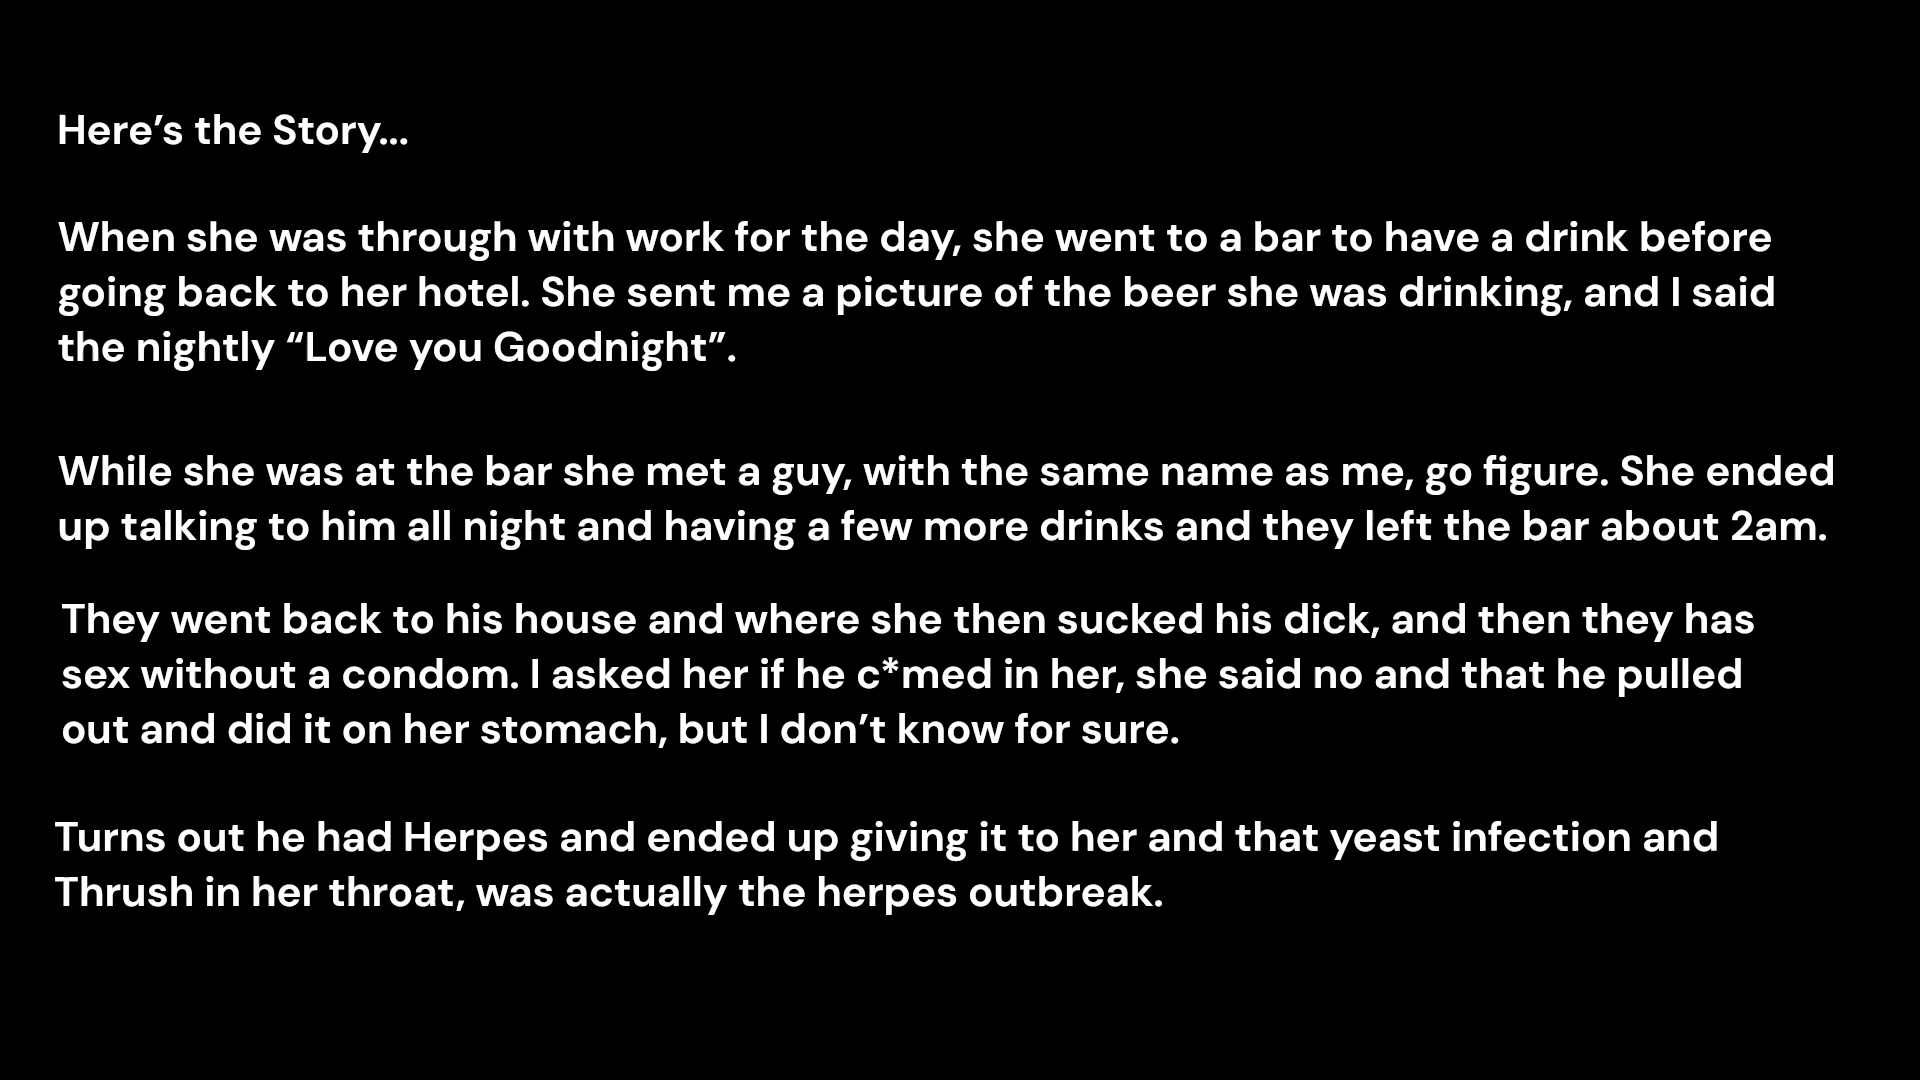 Here’s the Story...
When she was through with work for the day, she went to a bar to have a drink before
going back to her hotel. She sent me a picture of the beer she was drinking, and I said
the nightly “Love you Goodnight”.
While she was at the bar she met a guy, with the same name as me, go figure. She ended
up talking to him all night and having a few more drinks and they left the bar about 2am.
They went back to his house and where she then sucked his dick, and then they has
sex without a condom. I asked her if he c*med in her, she said no and that he pulled
out and did it on her stomach, but I don’t know for sure.
Turns out he had Herpes and ended up giving it to her and that yeast infection and
Thrush in her throat, was actually the herpes outbreak.